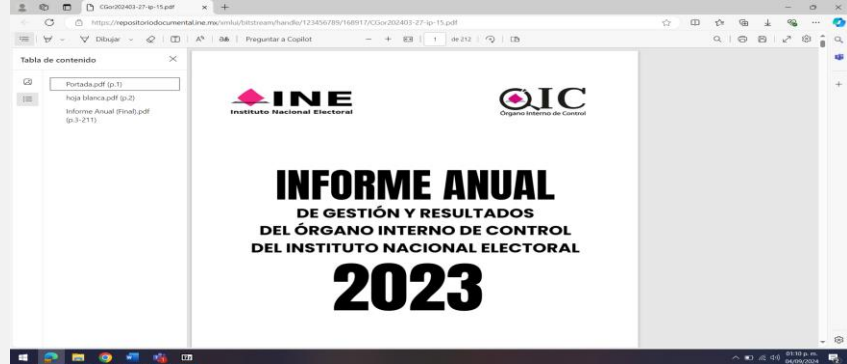 CGor202403-27-ip-15.pdf
https://repositoriodocumental.ine.mx/xmlui/bitstream/handle/123456789/168917/CGor202403-27-ip-15.pdf
Dibujar
Preguntar a Copilot
1 de 212
Tabla de contenido
Portada.pdf (p.1)
hoja blanca.pdf (p.2)
Informe Anual (Final).pdf
(p.3-211)
INE
Instituto Nacional Electoral
OIC
Órgano Interno de Control
INFORME ANUAL
DE GESTIÓN Y RESULTADOS
DEL ÓRGANO INTERNO DE CONTROL
DEL INSTITUTO NACIONAL ELECTORAL
2023
01:10 p. m.
04/09/2024